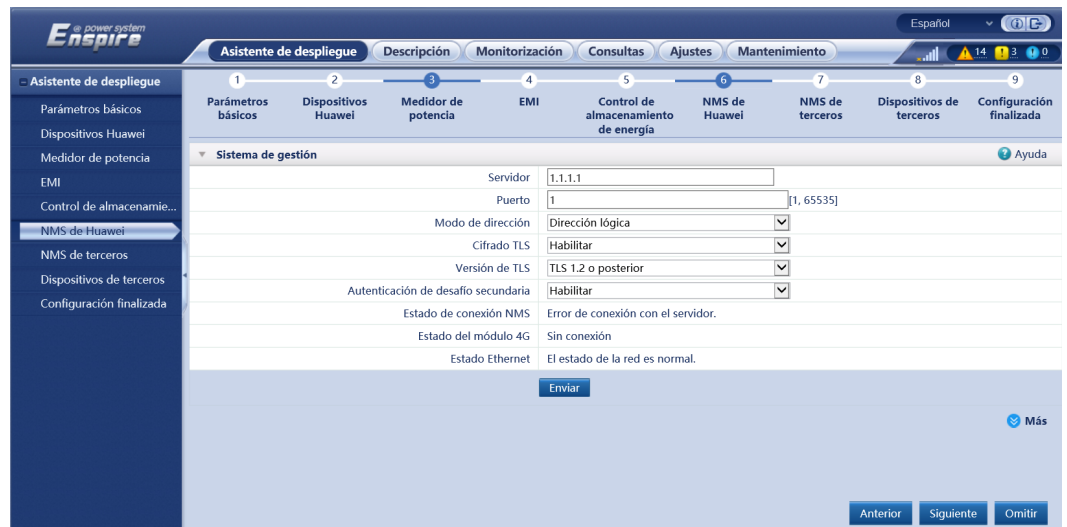 e power system
Enspire
Español
Asistente de despliegue
Descripción
Monitorización
Consultas
Ajustes
Mantenimiento
14
3
0
Asistente de despliegue
Parámetros básicos
Dispositivos Huawei
Medidor de potencia
EMI
Control de almacenamie...
NMS de Huawei
NMS de terceros
Dispositivos de terceros
Configuración finalizada
1
2
3
4
5
6
7
8
9
Parámetros básicos
Dispositivos Huawei
Medidor de potencia
EMI
Control de almacenamiento de energía
NMS de Huawei
NMS de terceros
Dispositivos de terceros
Configuración finalizada
Sistema de gestión
Ayuda
Servidor 1.1.1.1
Puerto 1 [1, 65535]
Modo de dirección Dirección lógica
Cifrado TLS Habilitar
Versión de TLS TLS 1.2 o posterior
Autenticación de desafío secundaria Habilitar
Estado de conexión NMS Error de conexión con el servidor.
Estado del módulo 4G Sin conexión
Estado Ethernet El estado de la red es normal.
Enviar
Más
Anterior
Siguiente
Omitir